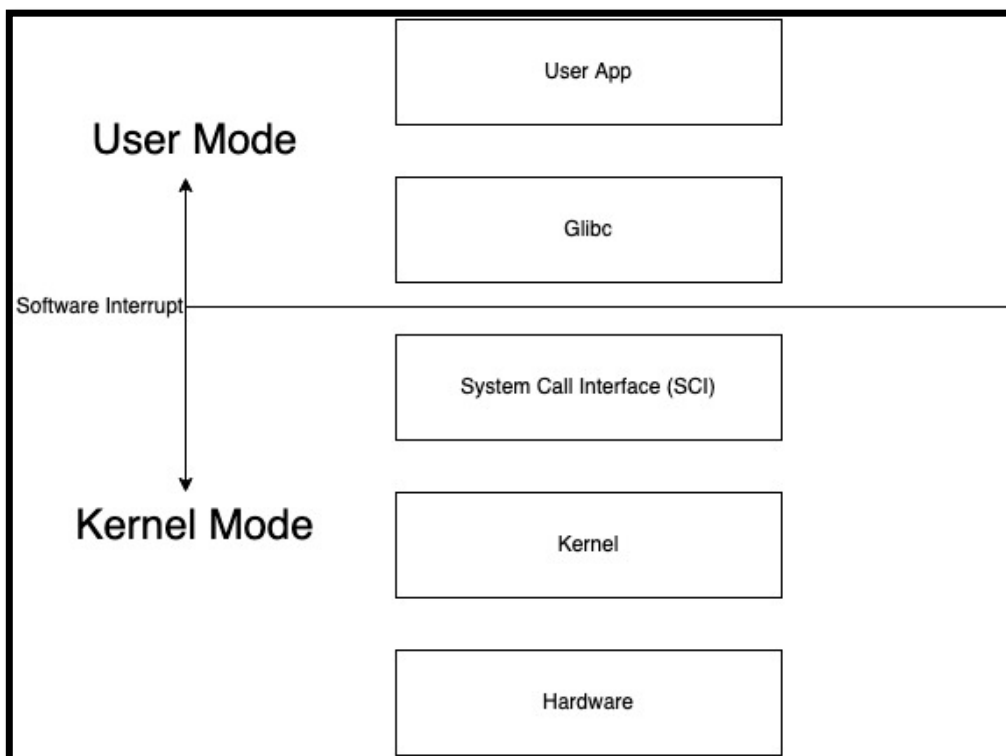 User App
User Mode
Glibc
Software Interrupt
System Call Interface (SCI)
Kernel Mode
Kernel
Hardware